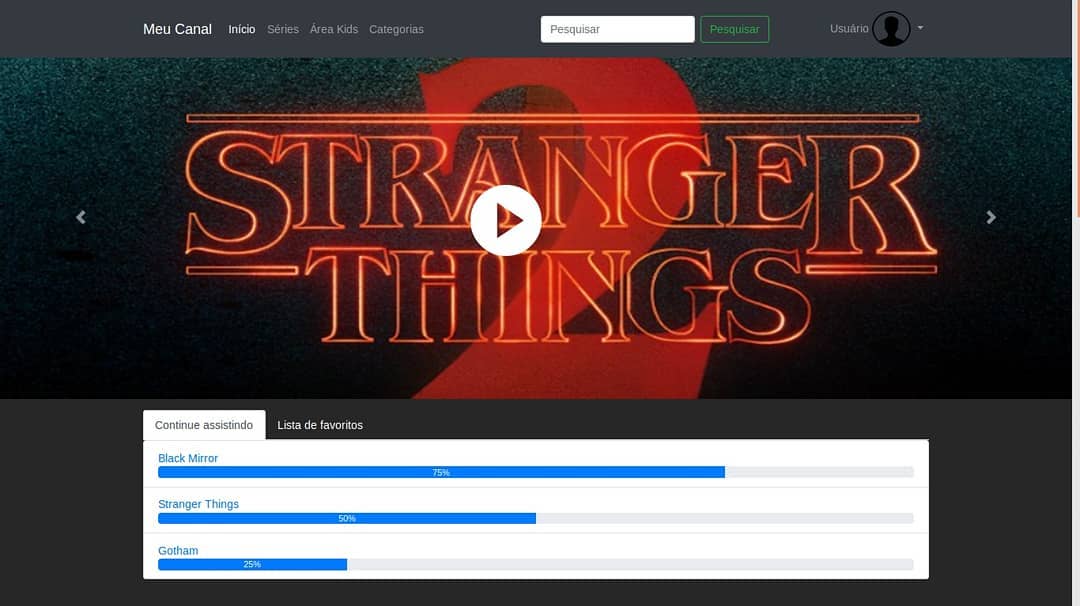 Meu Canal Início Séries Área Kids Categorias Pesquisar Pesquisar Usuário
2
STRANGER
THINGS
Continue assistindo Lista de favoritos
Black Mirror
75%
Stranger Things
50%
Gotham
25%